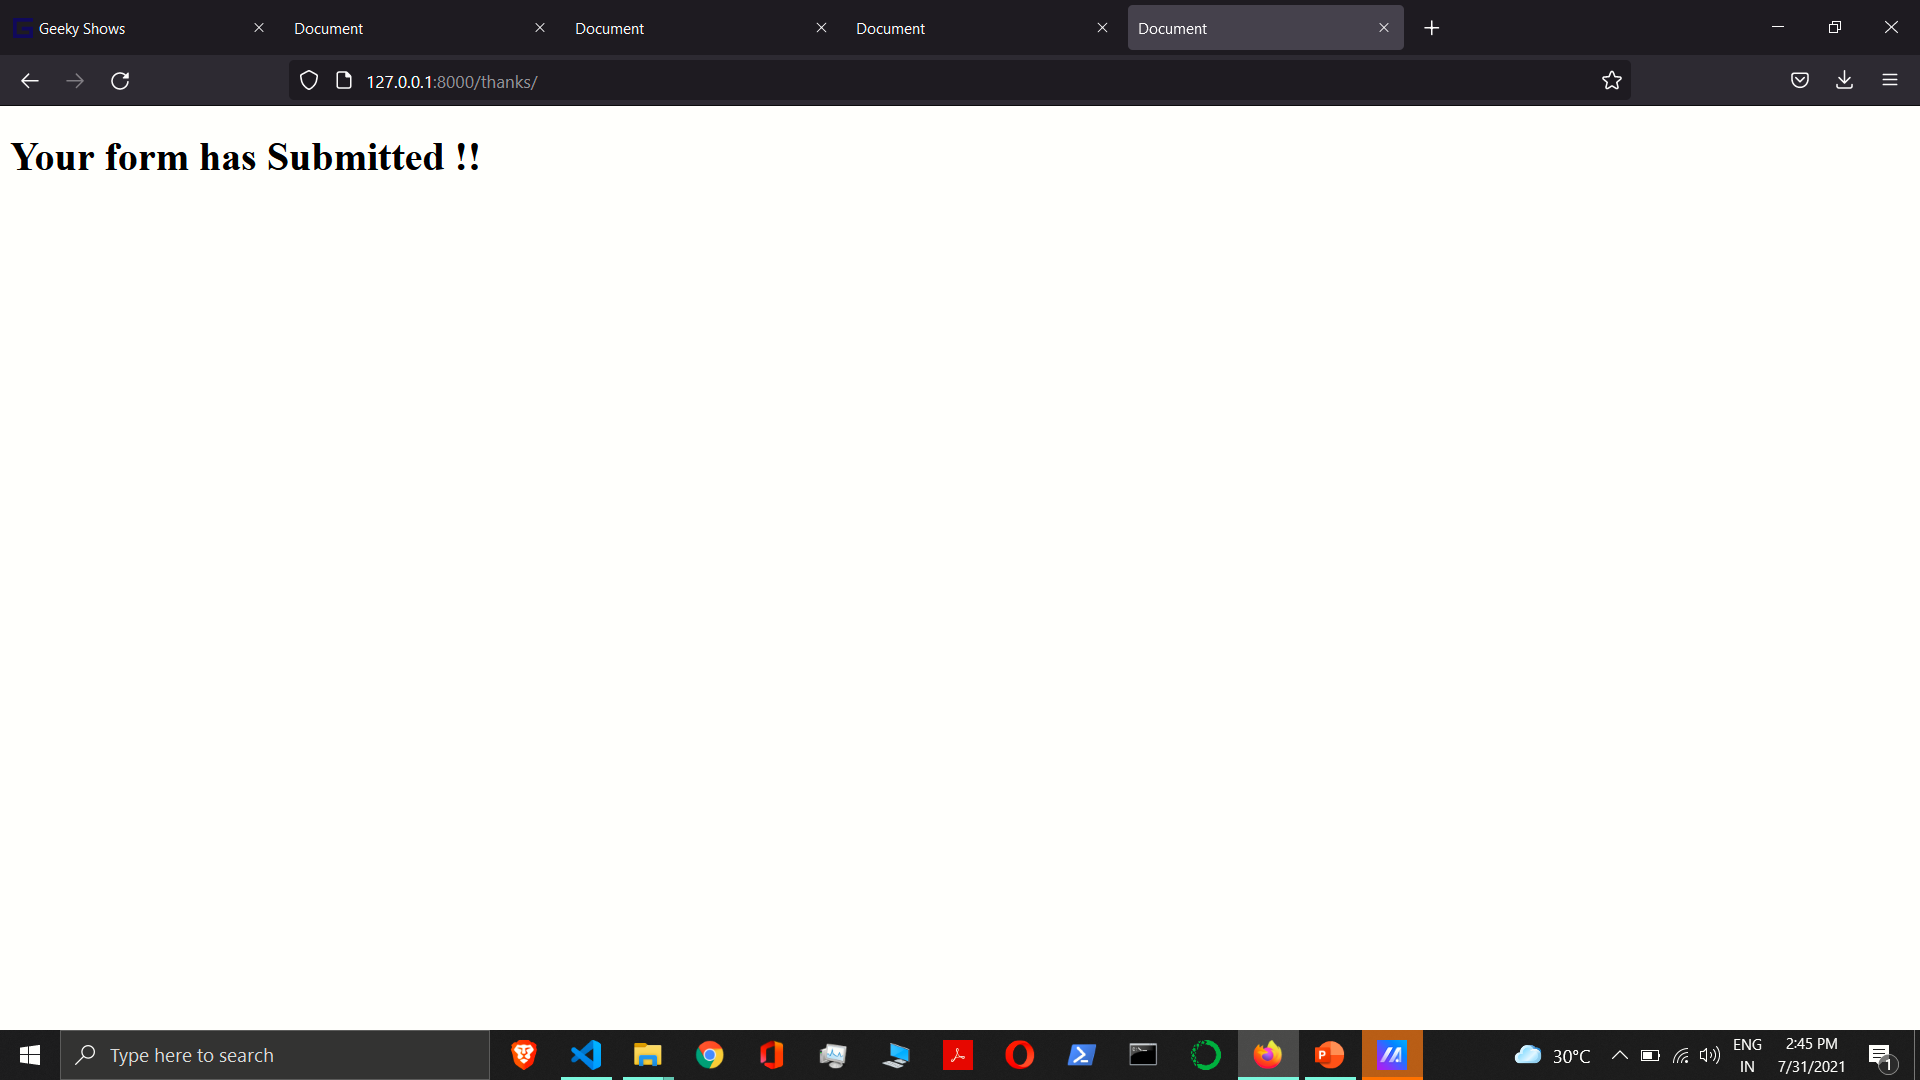 Geeky Shows
Document
Document
Document
Document
127.0.0.1:8000/thanks/
Your form has Submitted !!
Type here to search
30°C
ENG
IN
2:45 PM
7/31/2021
1